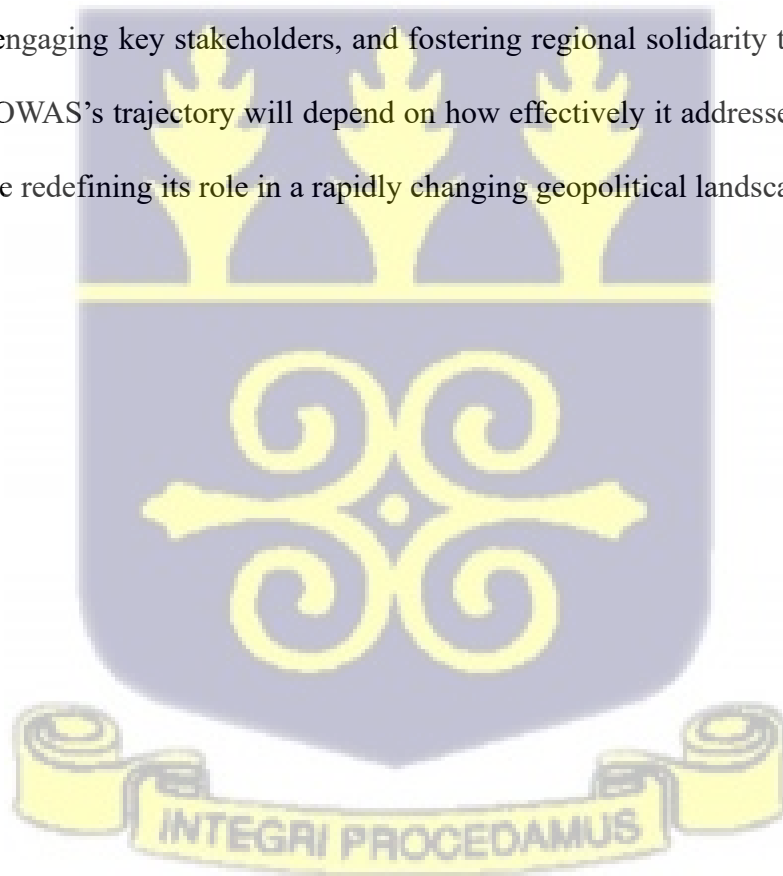 engaging key stakeholders, and fostering regional solidarity t
OWAS’s trajectory will depend on how effectively it addresse
e redefining its role in a rapidly changing geopolitical landsca
INTEGRI PROCEDAMUS